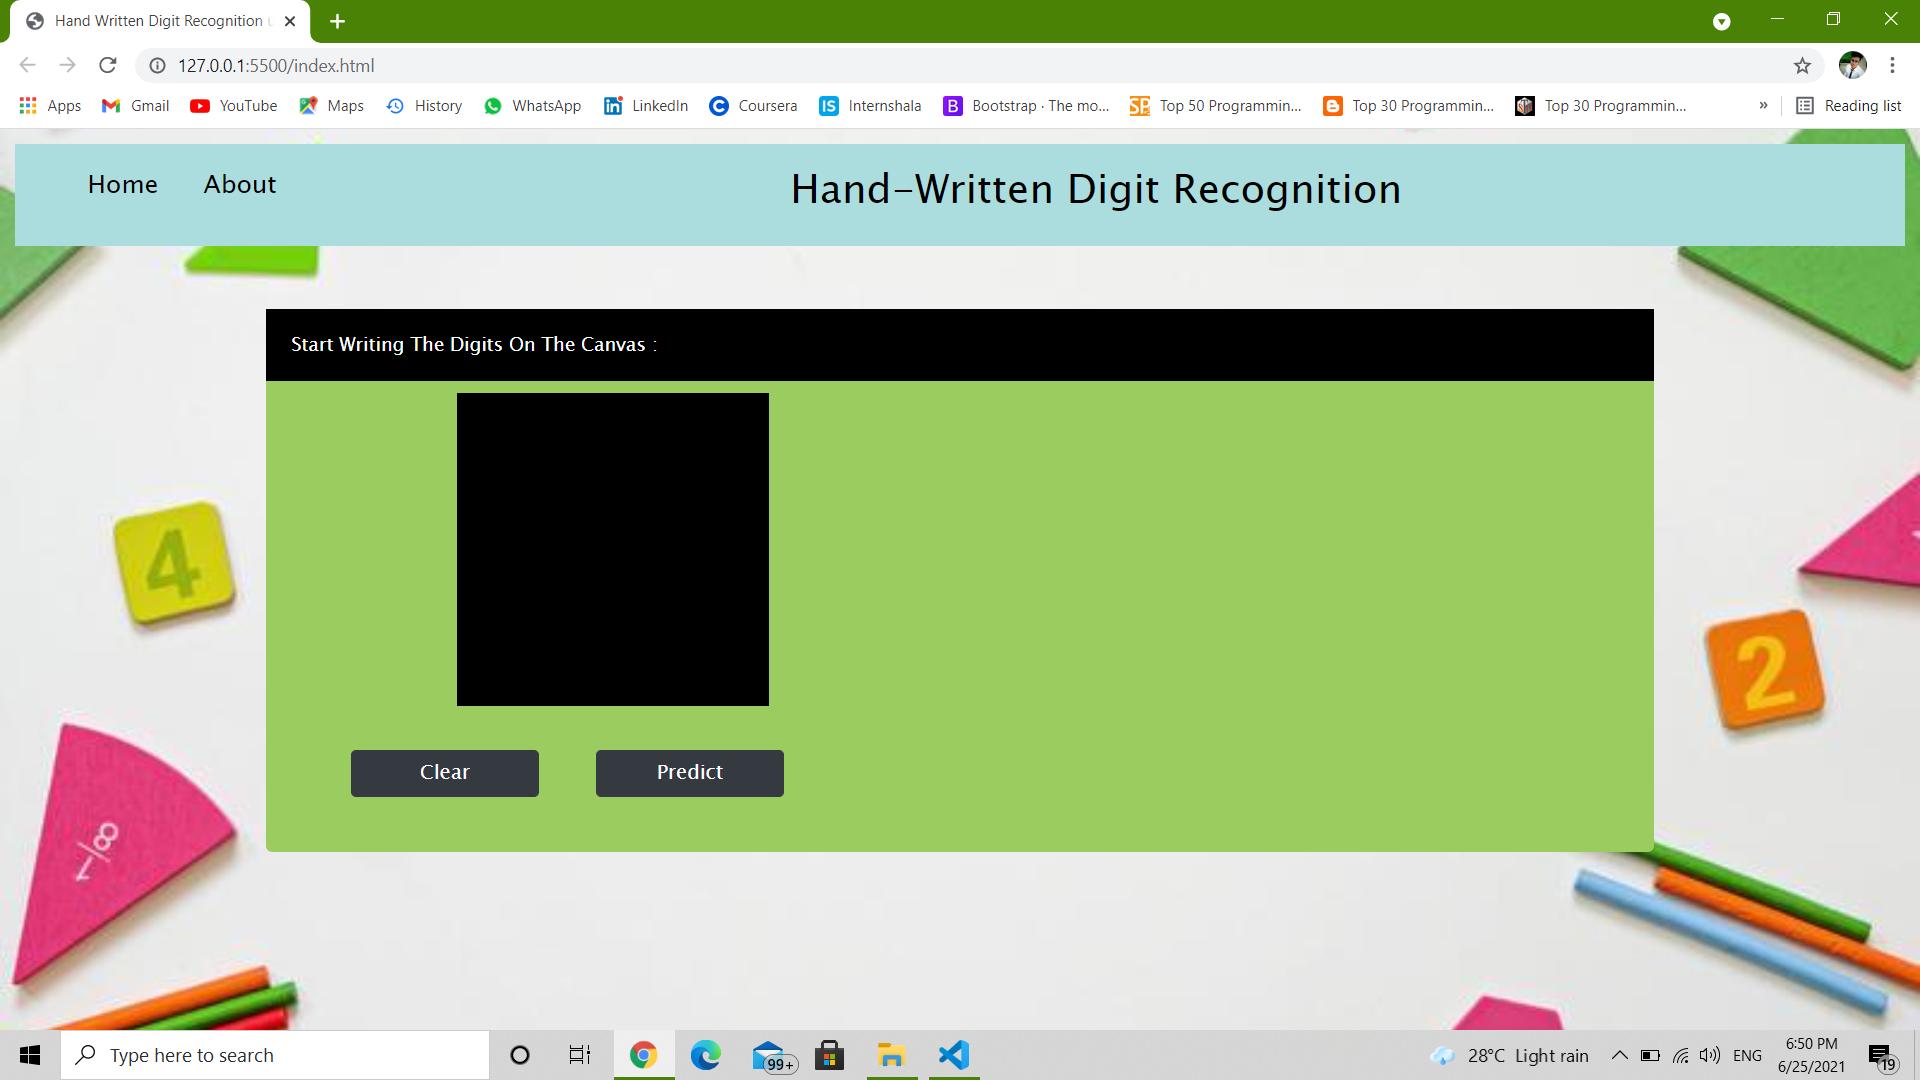 Hand Written Digit Recognition
127.0.0.1:5500/index.html
Apps Gmail YouTube Maps History WhatsApp LinkedIn Coursera Internshala Bootstrap · The mo... Top 50 Programmin... Top 30 Programmin... Top 30 Programmin... » Reading list
Home About Hand-Written Digit Recognition
Start Writing The Digits On The Canvas :
4
2
Clear Predict
1/8
Type here to search
99+
28°C Light rain
ENG
6:50 PM
6/25/2021
19